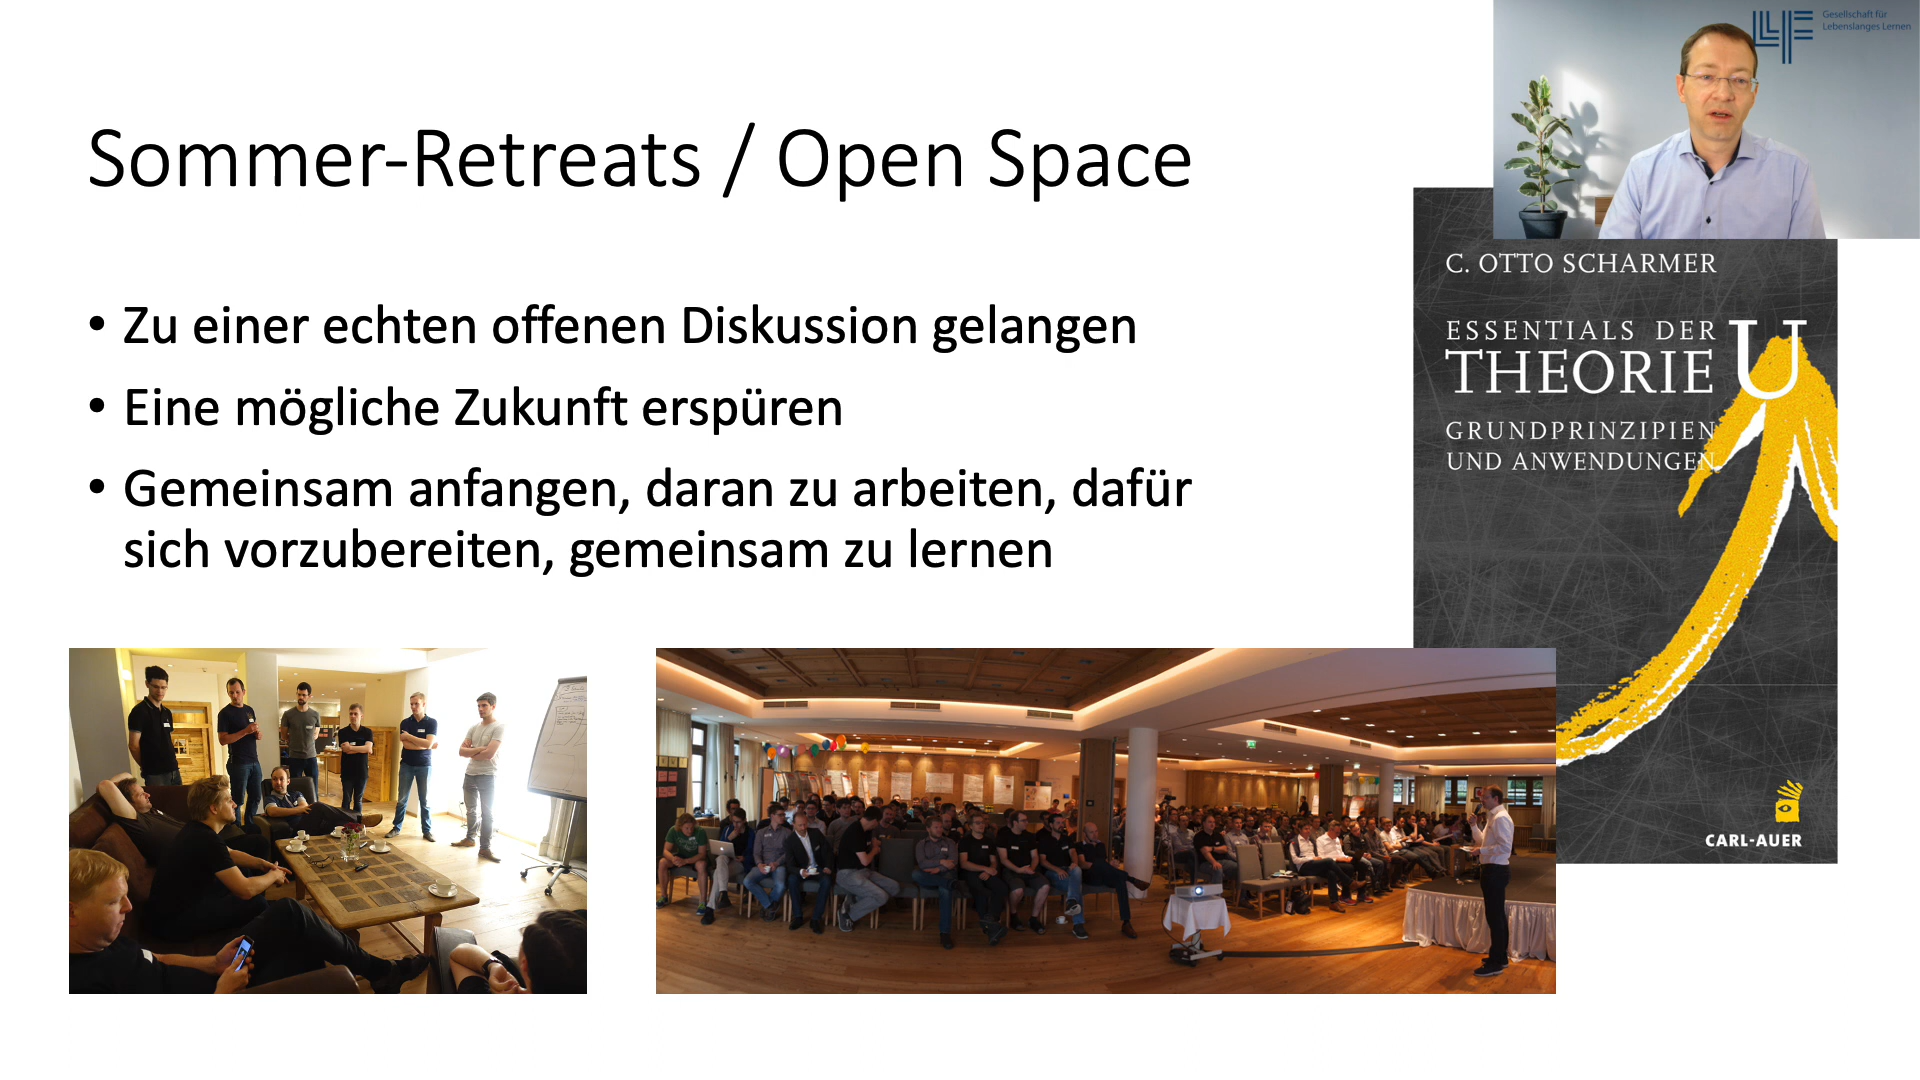 Gesellschaft für
Lebenslanges Lernen
Sommer-Retreats / Open Space
• Zu einer echten offenen Diskussion gelangen
• Eine mögliche Zukunft erspüren
• Gemeinsam anfangen, daran zu arbeiten, dafür
sich vorzubereiten, gemeinsam zu lernen
C. OTTO SCHARMER
ESSENTIALS DER
THEORIE U
GRUNDPRINZIPIEN
UND ANWENDUNGEN
CARL-AUER